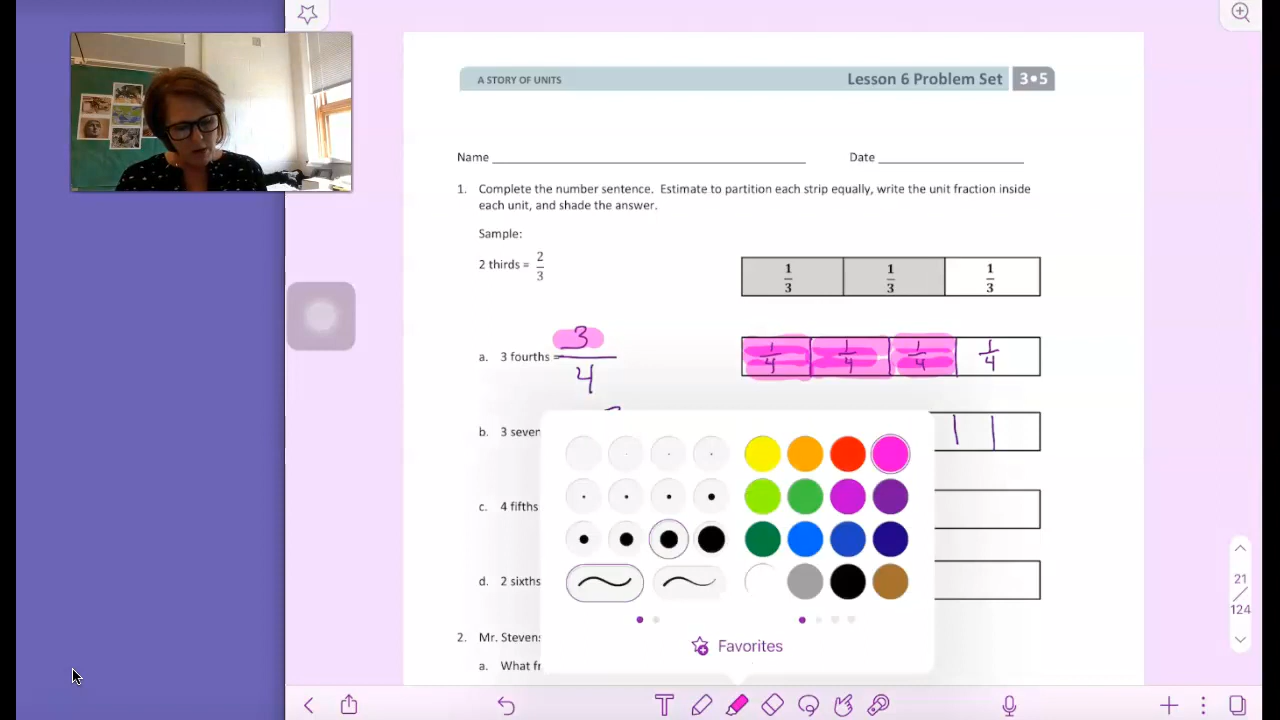 A STORY OF UNITS
Lesson 6 Problem Set 3•5
Name
Date
1. Complete the number sentence. Estimate to partition each strip equally, write the unit fraction inside
each unit, and shade the answer.
Sample:
2 thirds = 2/3
1/3 1/3 1/3
a. 3 fourths = 3/4
1/4 1/4 1/4 1/4
b. 3 seven
c. 4 fifths
d. 2 sixths
2. Mr. Stevens
a. What fr
Favorites
21
/
124
T